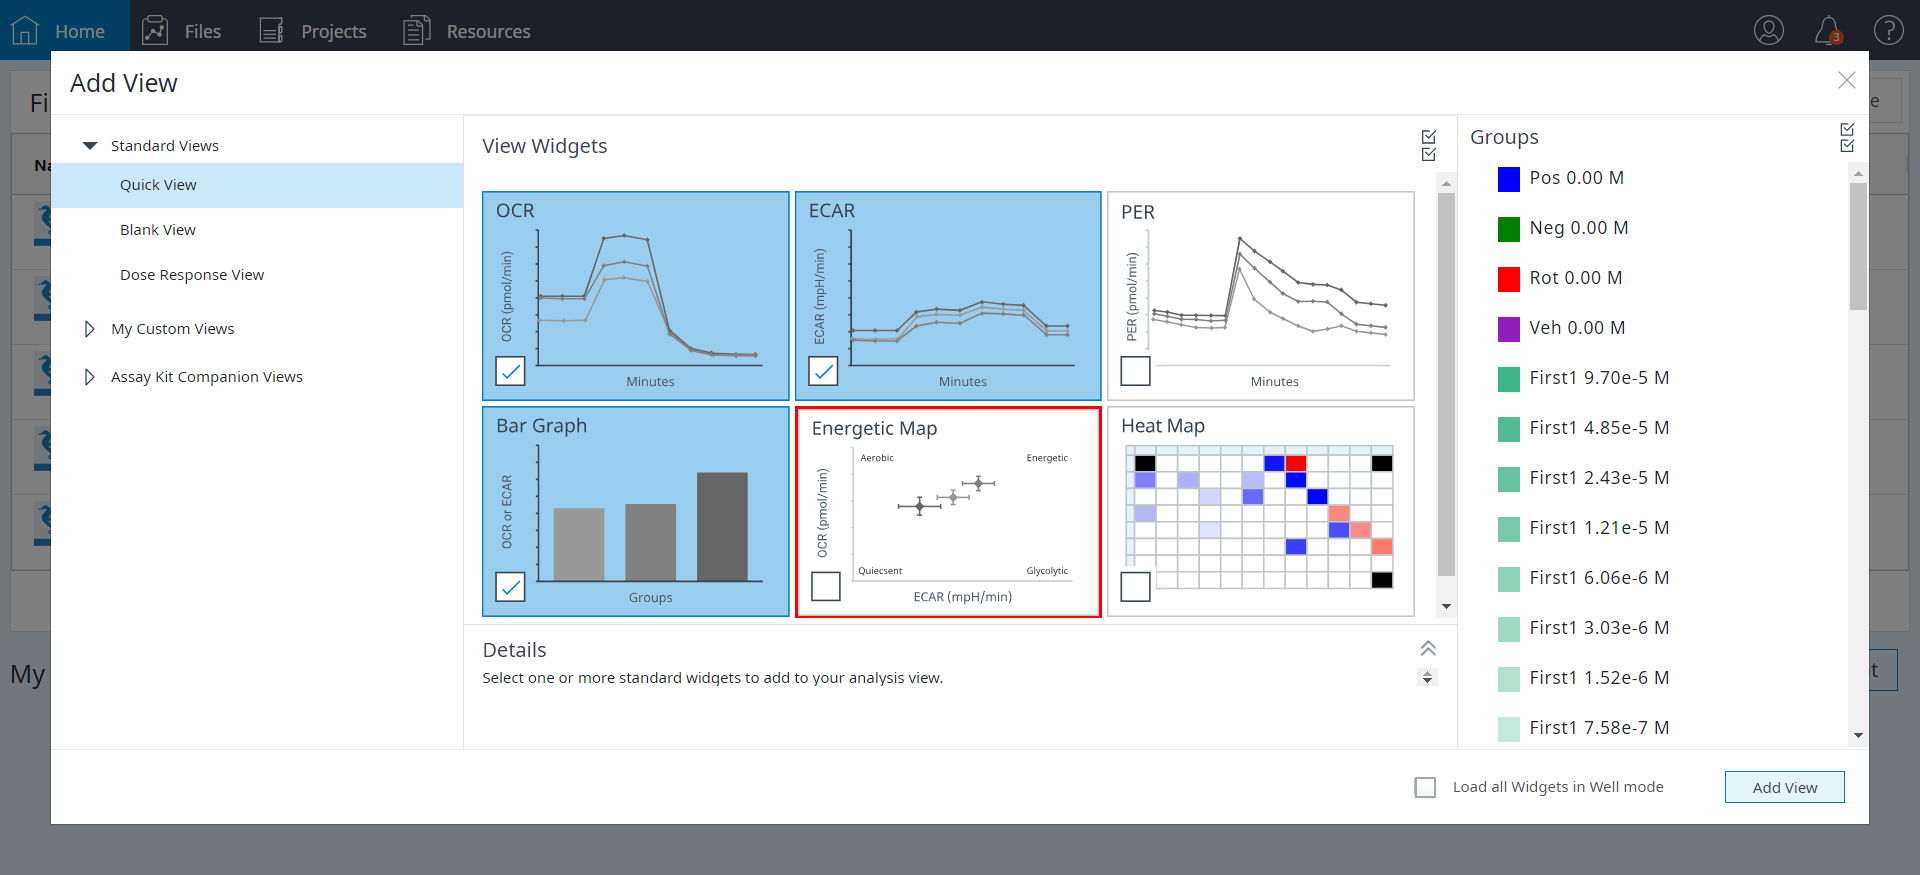 Home
Files
Projects
Resources
3
Fi
e
Add View
Na
Standard Views
Quick View
Blank View
Dose Response View
My Custom Views
Assay Kit Companion Views
My
View Widgets
OCR
OCR (pmol/min)
Minutes
ECAR
ECAR (mpH/min)
Minutes
PER
PER (pmol/min)
Minutes
Bar Graph
OCR or ECAR
Groups
Energetic Map
Aerobic
Energetic
OCR (pmol/min)
Quiecsent
Glycolytic
ECAR (mpH/min)
Heat Map
Details
Select one or more standard widgets to add to your analysis view.
Groups
Pos 0.00 M
Neg 0.00 M
Rot 0.00 M
Veh 0.00 M
First1 9.70e-5 M
First1 4.85e-5 M
First1 2.43e-5 M
First1 1.21e-5 M
First1 6.06e-6 M
First1 3.03e-6 M
First1 1.52e-6 M
First1 7.58e-7 M
t
Load all Widgets in Well mode
Add View